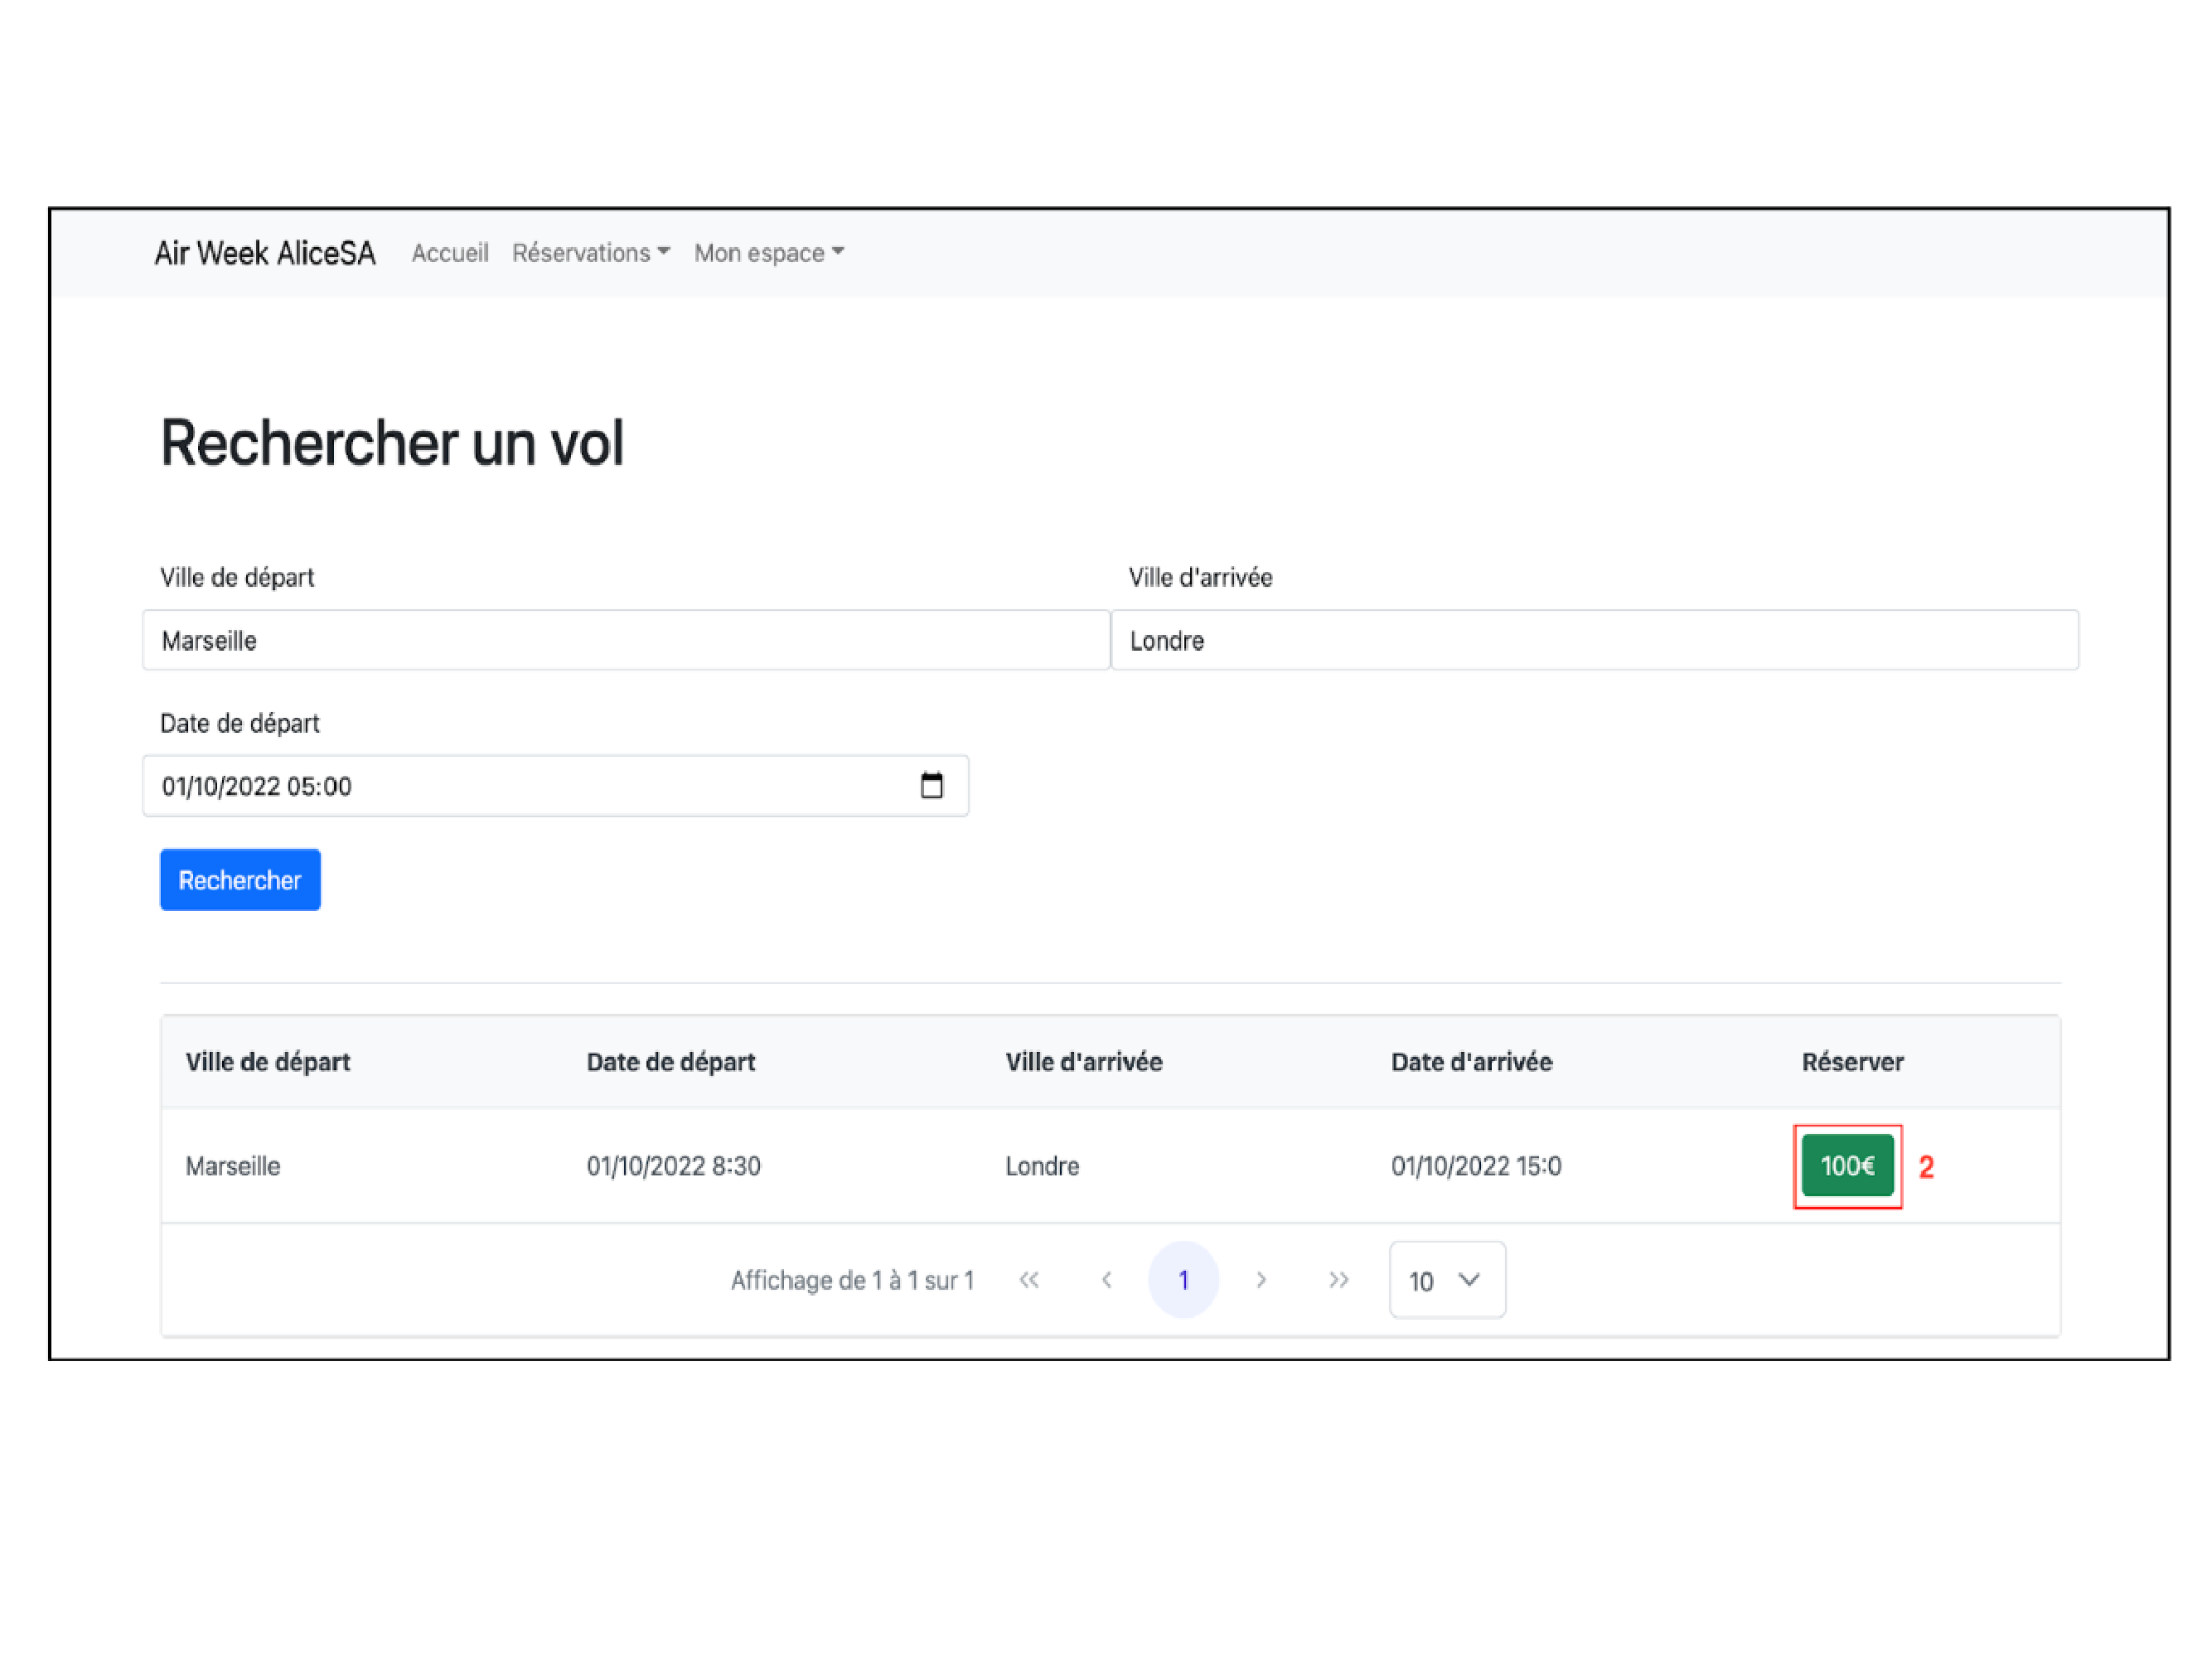 Air Week AliceSA Accueil Réservations Mon espace
Rechercher un vol
Ville de départ Ville d'arrivée
Marseille Londre
Date de départ
01/10/2022 05:00
Rechercher
Ville de départ Date de départ Ville d'arrivée Date d'arrivée Réserver
Marseille 01/10/2022 8:30 Londre 01/10/2022 15:0 100€ 2
Affichage de 1 à 1 sur 1 << < 1 > >> 10